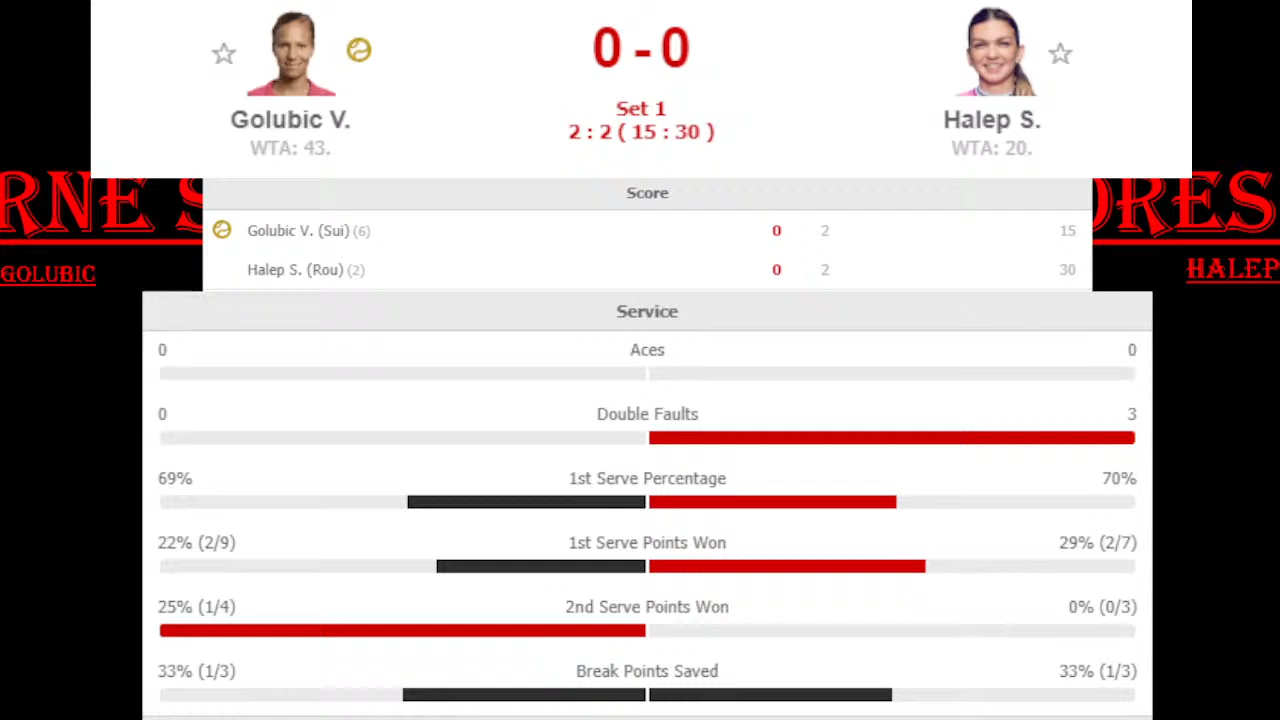 0 - 0
Golubic V.
WTA: 43.
Set 1
2 : 2 ( 15 : 30 )
Halep S.
WTA: 20.
RNE S
ORES
GOLUBIC
HALEP
Score
Golubic V. (Sui) (6) 0 2 15
Halep S. (Rou) (2) 0 2 30
Service
0 Aces 0
0 Double Faults 3
69% 1st Serve Percentage 70%
22% (2/9) 1st Serve Points Won 29% (2/7)
25% (1/4) 2nd Serve Points Won 0% (0/3)
33% (1/3) Break Points Saved 33% (1/3)